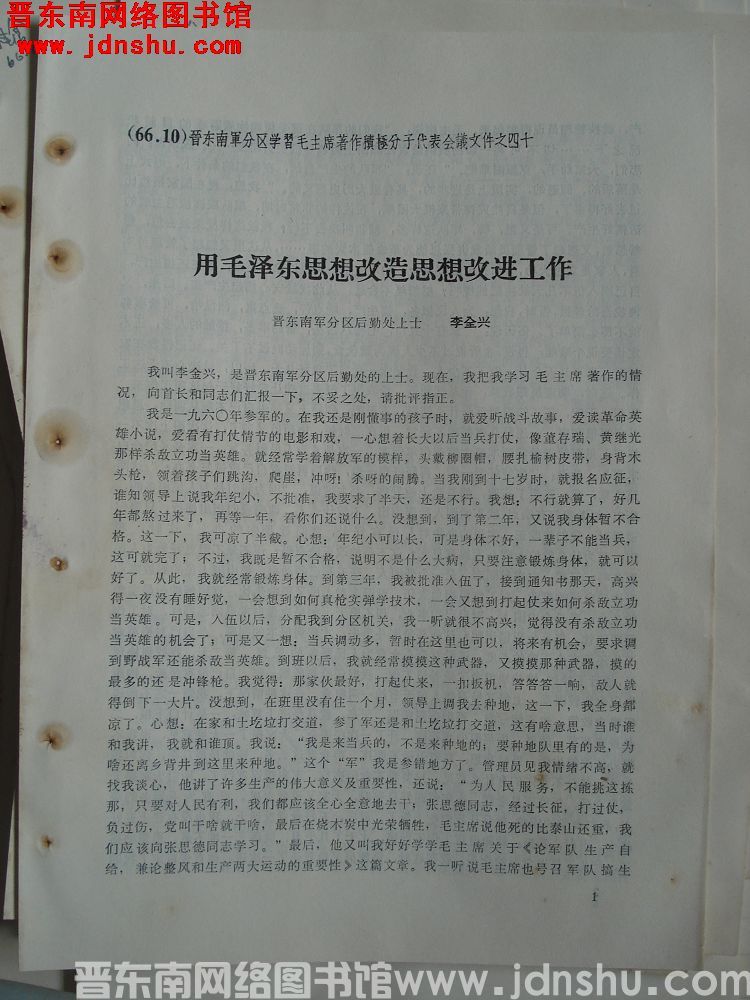 晋东南网络图书馆
www.jdnshu.com
(66.10)晋东南軍分区学習毛主席著作積極分子代表会議文件之四十
用毛泽东思想改造思想改进工作
晋东南军分区后勤处上士 李金兴
我叫李金兴，是晋东南军分区后勤处的上士。现在，我把我学习毛主席著作的情
况，向首长和同志们汇报一下，不妥之处，请批评指正。
我是一九六〇年参军的。在我还是刚懂事的孩子时，就爱听战斗故事，爱读革命英
雄小说，爱看有打仗情节的电影和戏，一心想着长大以后当兵打仗，像董存瑞、黄继光
那样杀敌立功当英雄。就经常学着解放军的模样，头戴柳圈帽，腰扎榆树皮带，身背木
头枪，领着孩子们跳沟，爬崖，冲呀！杀呀的闹腾。当我刚到十七岁时，就报名应征，
谁知领导上说我年纪小，不批准，我要求了半天，还是不行。我想：不行就算了，好几
年都熬过来了，再等一年，看你们还说什么。没想到，到了第二年，又说我身体暂不合
格。这一下，我可凉了半截。心想：年纪小可以长，可是身体不好，一辈子不能当兵，
这可就完了；不过，我既是暂不合格，说明不是什么大病，只要注意锻炼身体，就可以
好了。从此，我就经常锻炼身体。到第三年，我被批准入伍了，接到通知书那天，高兴
得一夜没有睡好觉，一会想到如何真枪实弹学技术，一会又想到打起仗来如何杀敌立功
当英雄。可是，入伍以后，分配我到分区机关，我一听就很不高兴，觉得没有杀敌立功
当英雄的机会了；可是又一想：当兵调动多，暂时在这里也可以，将来有机会，要求调
到野战军还能杀敌当英雄。到班以后，我就经常摸摸这种武器，又摸摸那种武器，摸的
最多的还是冲锋枪。我觉得：那家伙最好，打起仗来，一扣扳机，答答答一响，敌人就
得倒下一大片。没想到，在班里没有住一个月，领导上调我去种地，这一下，我全身都
凉了。心想：在家和土圪垃打交道，参了军还是和土圪垃打交道，这有啥意思，当时谁
和我讲，我就和谁顶。我说：“我是来当兵的，不是来种地的；要种地队里有的是，为
啥还离乡背井到这里来种地。”这个“军”我是参错地方了。管理员见我情绪不高，就
找我谈心，他讲了许多生产的伟大意义及重要性，还说：“为人民服务，不能挑这拣
那，只要对人民有利，我们都应该全心全意地去干；张思德同志，经过长征，打过仗，
负过伤，党叫干啥就干啥，最后在烧木炭中光荣牺牲，毛主席说他死的比泰山还重，我
们应该向张思德同志学习。”最后，他又叫我好好学学毛主席关于《论军队生产自
给，兼论整风和生产两大运动的重要性》这篇文章。我一听说毛主席也号召军队搞生
1
晋东南网络图书馆www.jdnshu.com